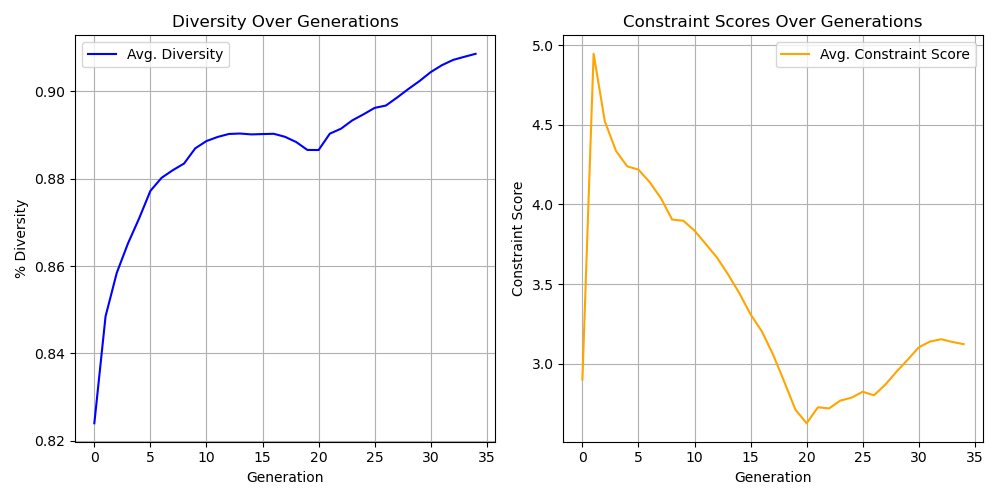 Diversity Over Generations
Avg. Diversity
% Diversity
0.90
0.88
0.86
0.84
0.82
0 5 10 15 20 25 30 35
Generation
Constraint Scores Over Generations
Avg. Constraint Score
Constraint Score
5.0
4.5
4.0
3.5
3.0
0 5 10 15 20 25 30 35
Generation